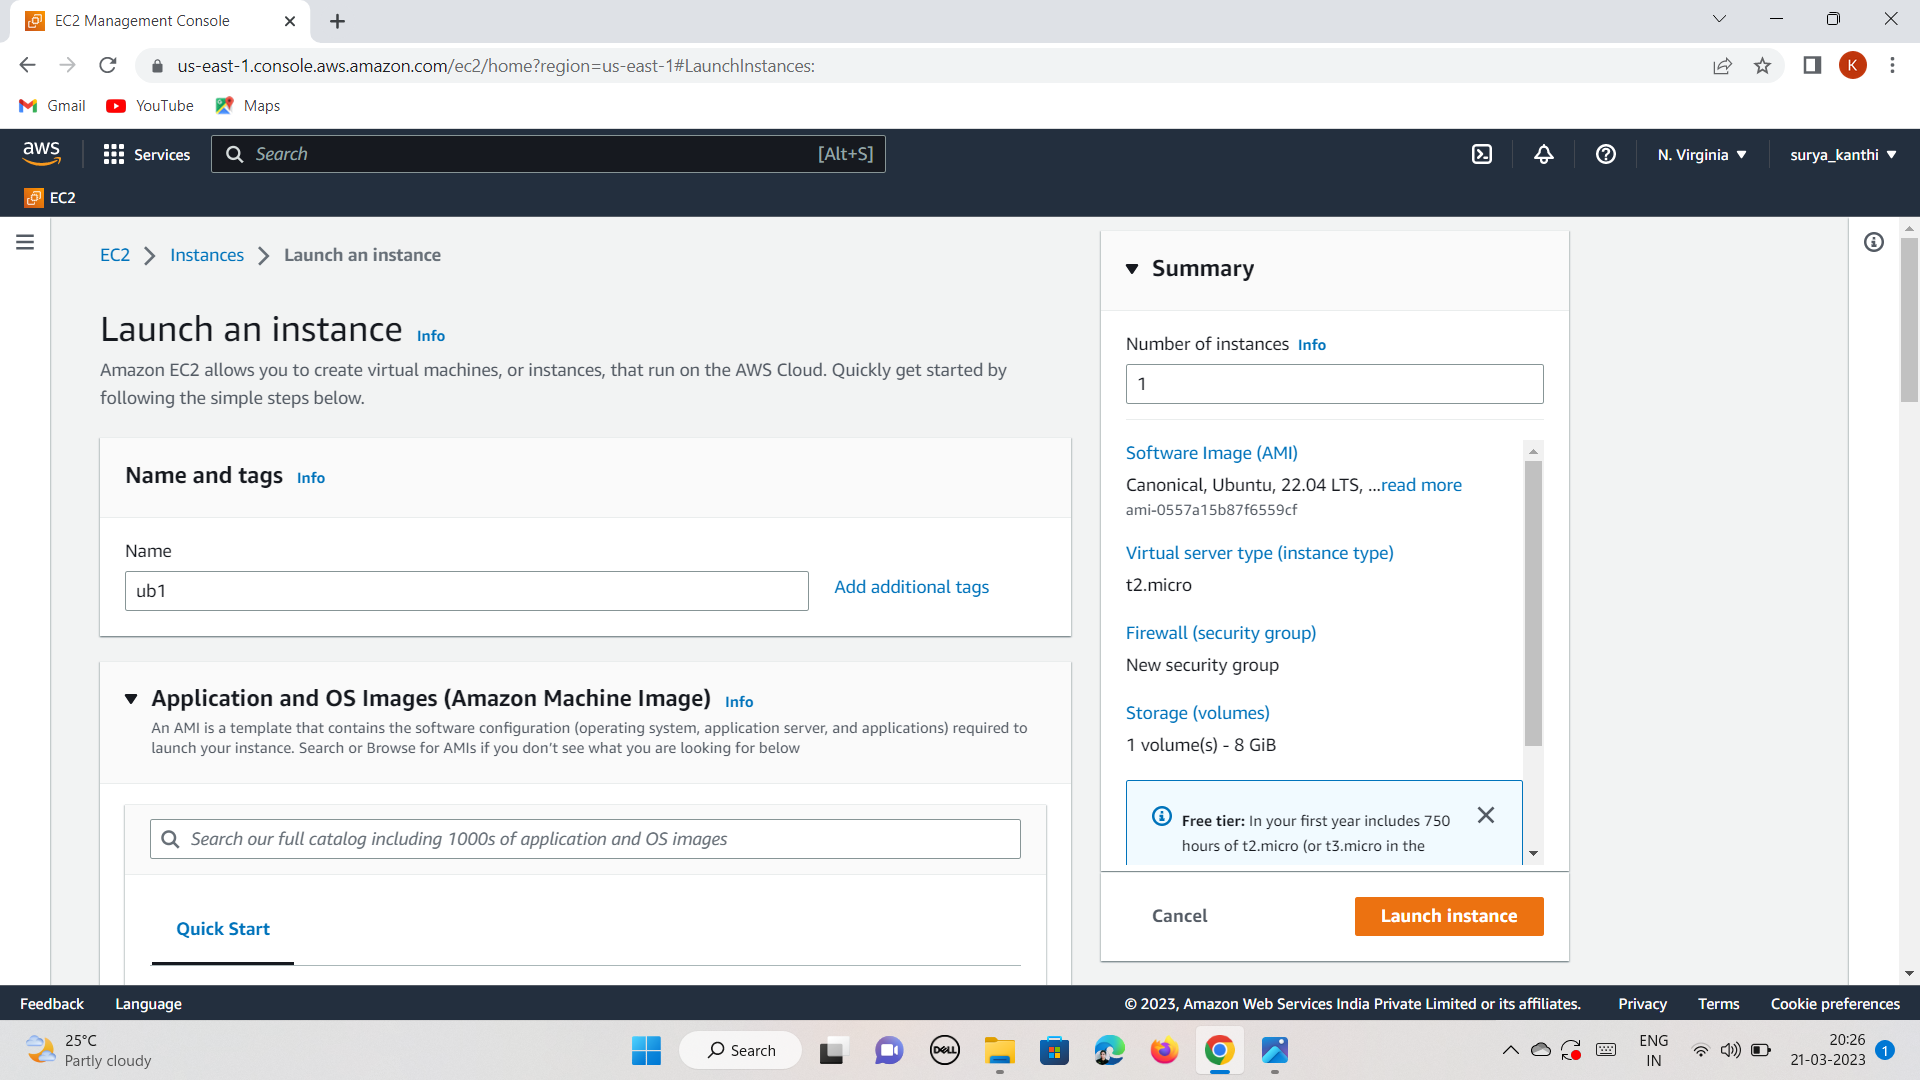 EC2 Management Console
us-east-1.console.aws.amazon.com/ec2/home?region=us-east-1#LaunchInstances:
K
Gmail
YouTube
Maps
aws
Services
Search
[Alt+S]
N. Virginia
surya_kanthi
EC2
EC2
Instances
Launch an instance
Launch an instance Info
Amazon EC2 allows you to create virtual machines, or instances, that run on the AWS Cloud. Quickly get started by
following the simple steps below.
Name and tags Info
Name
ub1
Add additional tags
Application and OS Images (Amazon Machine Image) Info
An AMI is a template that contains the software configuration (operating system, application server, and applications) required to
launch your instance. Search or Browse for AMIs if you don't see what you are looking for below
Search our full catalog including 1000s of application and OS images
Quick Start
Summary
Number of instances Info
1
Software Image (AMI)
Canonical, Ubuntu, 22.04 LTS, ...read more
ami-0557a15b87f6559cf
Virtual server type (instance type)
t2.micro
Firewall (security group)
New security group
Storage (volumes)
1 volume(s) - 8 GiB
Free tier: In your first year includes 750
hours of t2.micro (or t3.micro in the
Cancel
Launch instance
Feedback
Language
© 2023, Amazon Web Services India Private Limited or its affiliates.
Privacy
Terms
Cookie preferences
25°C
Partly cloudy
Search
DELL
ENG
IN
20:26
21-03-2023
1